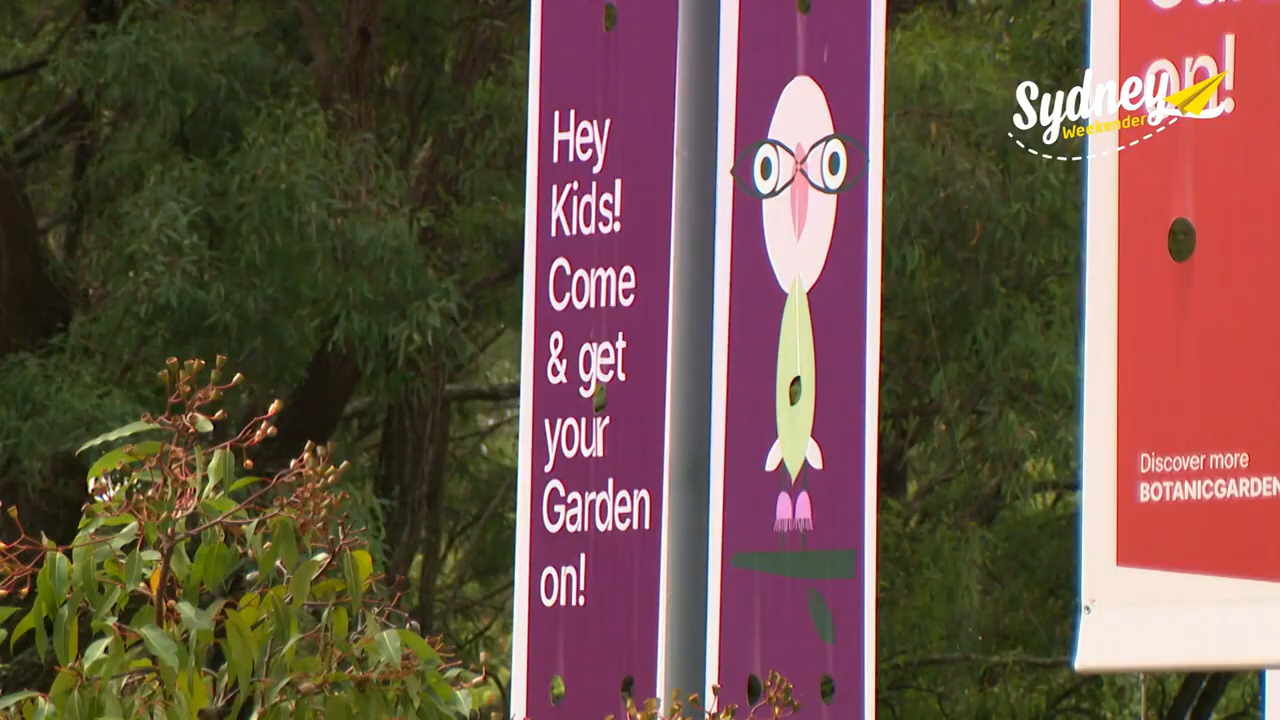 Hey
Kids!
Come
& get
your
Garden
on!
on!
Sydney
Weekender
Discover more
BOTANICGARDEN